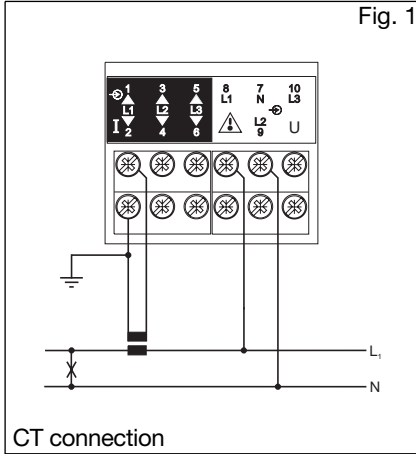 Fig. 1
1 3 5 8 7 10
L1 N L3
L1 L2 L3
I L2 U
2 4 6 9
L₁
N
CT connection